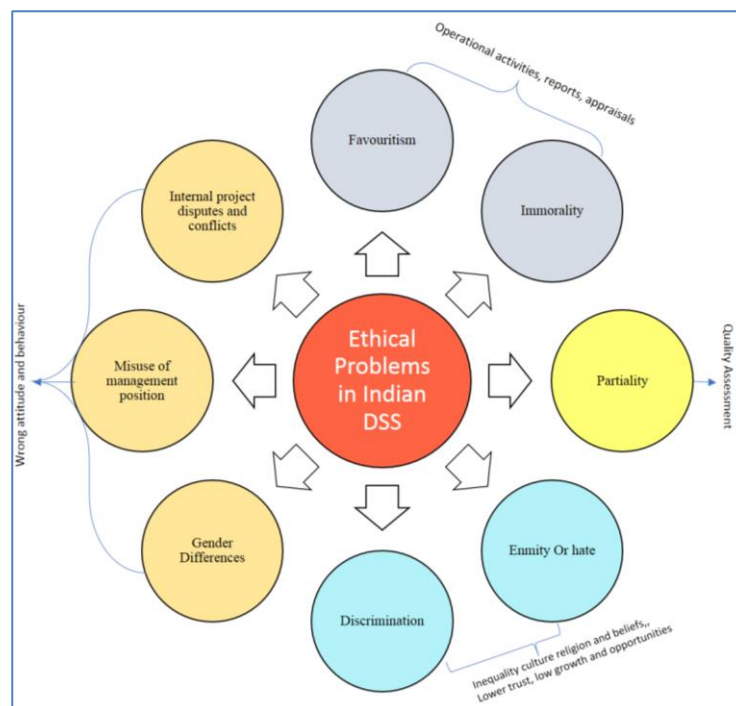 Operational activities, reports, appraisals
Favouritism
Immorality
Internal project
disputes and
conflicts
Ethical
Problems
in Indian
DSS
Misuse of
management
position
Partiality
Quality Assessment
Wrong attitude and behaviour
Gender
Differences
Enmity Or hate
Discrimination
Inequality culture religion and beliefs,,
Lower trust, low growth and opportunities